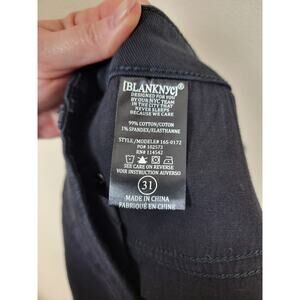 [BLANKNYC]®
DESIGNED FOR YOU
BY OUR NYC TEAM
IN THE CITY THAT
NEVER SLEEPS
BECAUSE WE CARE
99% COTTON/COTON
1% SPANDEX/ELASTHANNE
STYLE/MODELE# 165-0172
PO# 102573
RN# 114542
SEE CARE ON REVERSE
VOIR INSTRUCTION AUVERSO
31
MADE IN CHINA
FABRIQUÉ EN CHINE